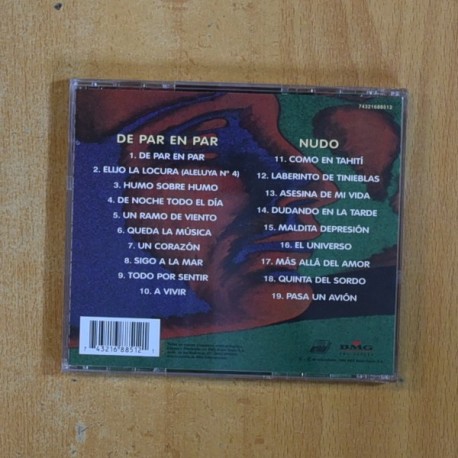 74321688512
DE PAR EN PAR
1. DE PAR EN PAR
2. ELIJO LA LOCURA (ALELUYA Nº 4)
3. HUMO SOBRE HUMO
4. DE NOCHE TODO EL DÍA
5. UN RAMO DE VIENTO
6. QUEDA LA MÚSICA
7. UN CORAZÓN
8. SIGO A LA MAR
9. TODO POR SENTIR
10. A VIVIR
NUDO
11. COMO EN TAHITÍ
12. LABERINTO DE TINIEBLAS
13. ASESINA DE MI VIDA
14. DUDANDO EN LA TARDE
15. MALDITA DEPRESIÓN
16. EL UNIVERSO
17. MÁS ALLÁ DEL AMOR
18. QUINTA DEL SORDO
19. PASA UN AVIÓN
7 43216 88512
BMG